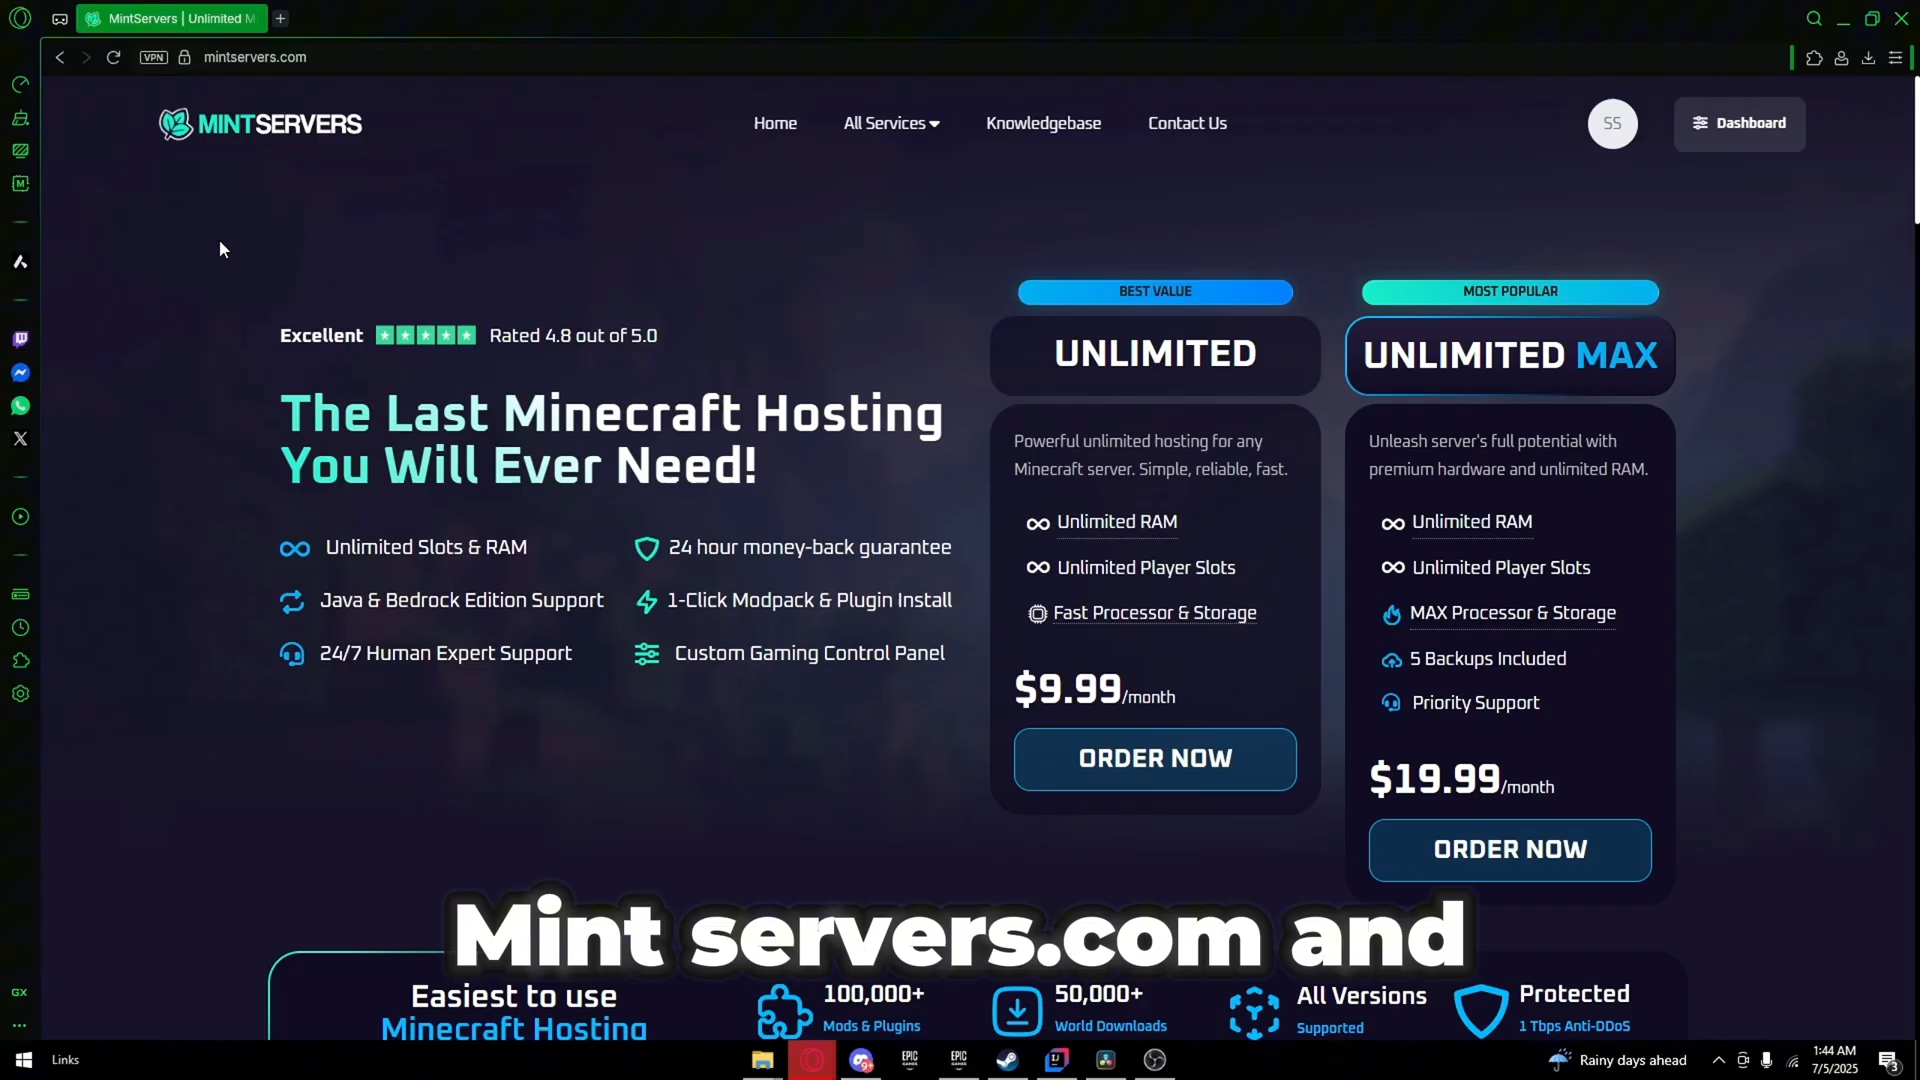 MintServers | Unlimited M
VPN
mintservers.com
MINTSERVERS
Home
All Services
Knowledgebase
Contact Us
SS
Dashboard
Excellent
Rated 4.8 out of 5.0
The Last Minecraft Hosting
You Will Ever Need!
Unlimited Slots & RAM
24 hour money-back guarantee
Java & Bedrock Edition Support
1-Click Modpack & Plugin Install
24/7 Human Expert Support
Custom Gaming Control Panel
BEST VALUE
UNLIMITED
Powerful unlimited hosting for any
Minecraft server. Simple, reliable, fast.
Unlimited RAM
Unlimited Player Slots
Fast Processor & Storage
$9.99/month
ORDER NOW
MOST POPULAR
UNLIMITED MAX
Unleash server's full potential with
premium hardware and unlimited RAM.
Unlimited RAM
Unlimited Player Slots
MAX Processor & Storage
5 Backups Included
Priority Support
$19.99/month
ORDER NOW
Mint servers.com and
Easiest to use
Minecraft Hosting
100,000+
Mods & Plugins
50,000+
World Downloads
All Versions
Supported
Protected
1 Tbps Anti-DDoS
GX
Links
EPIC
GAMES
EPIC
GAMES
Rainy days ahead
1:44 AM
7/5/2025
3